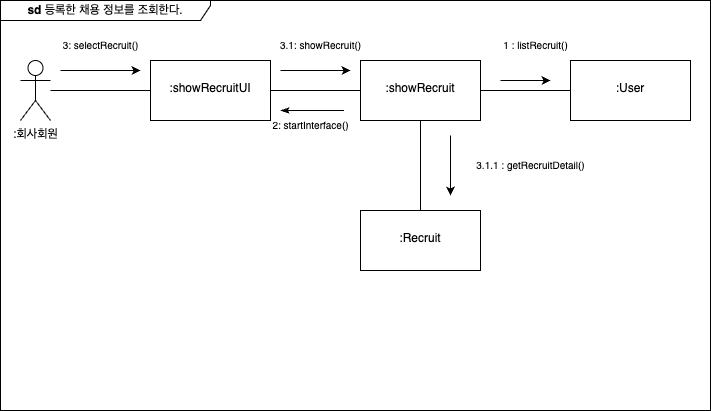 sd 등록한 채용 정보를 조회한다.
3: selectRecruit()
3.1: showRecruit()
1 : listRecruit()
:showRecruitUI
:showRecruit
:User
2: startInterface()
:회사회원
3.1.1 : getRecruitDetail()
:Recruit